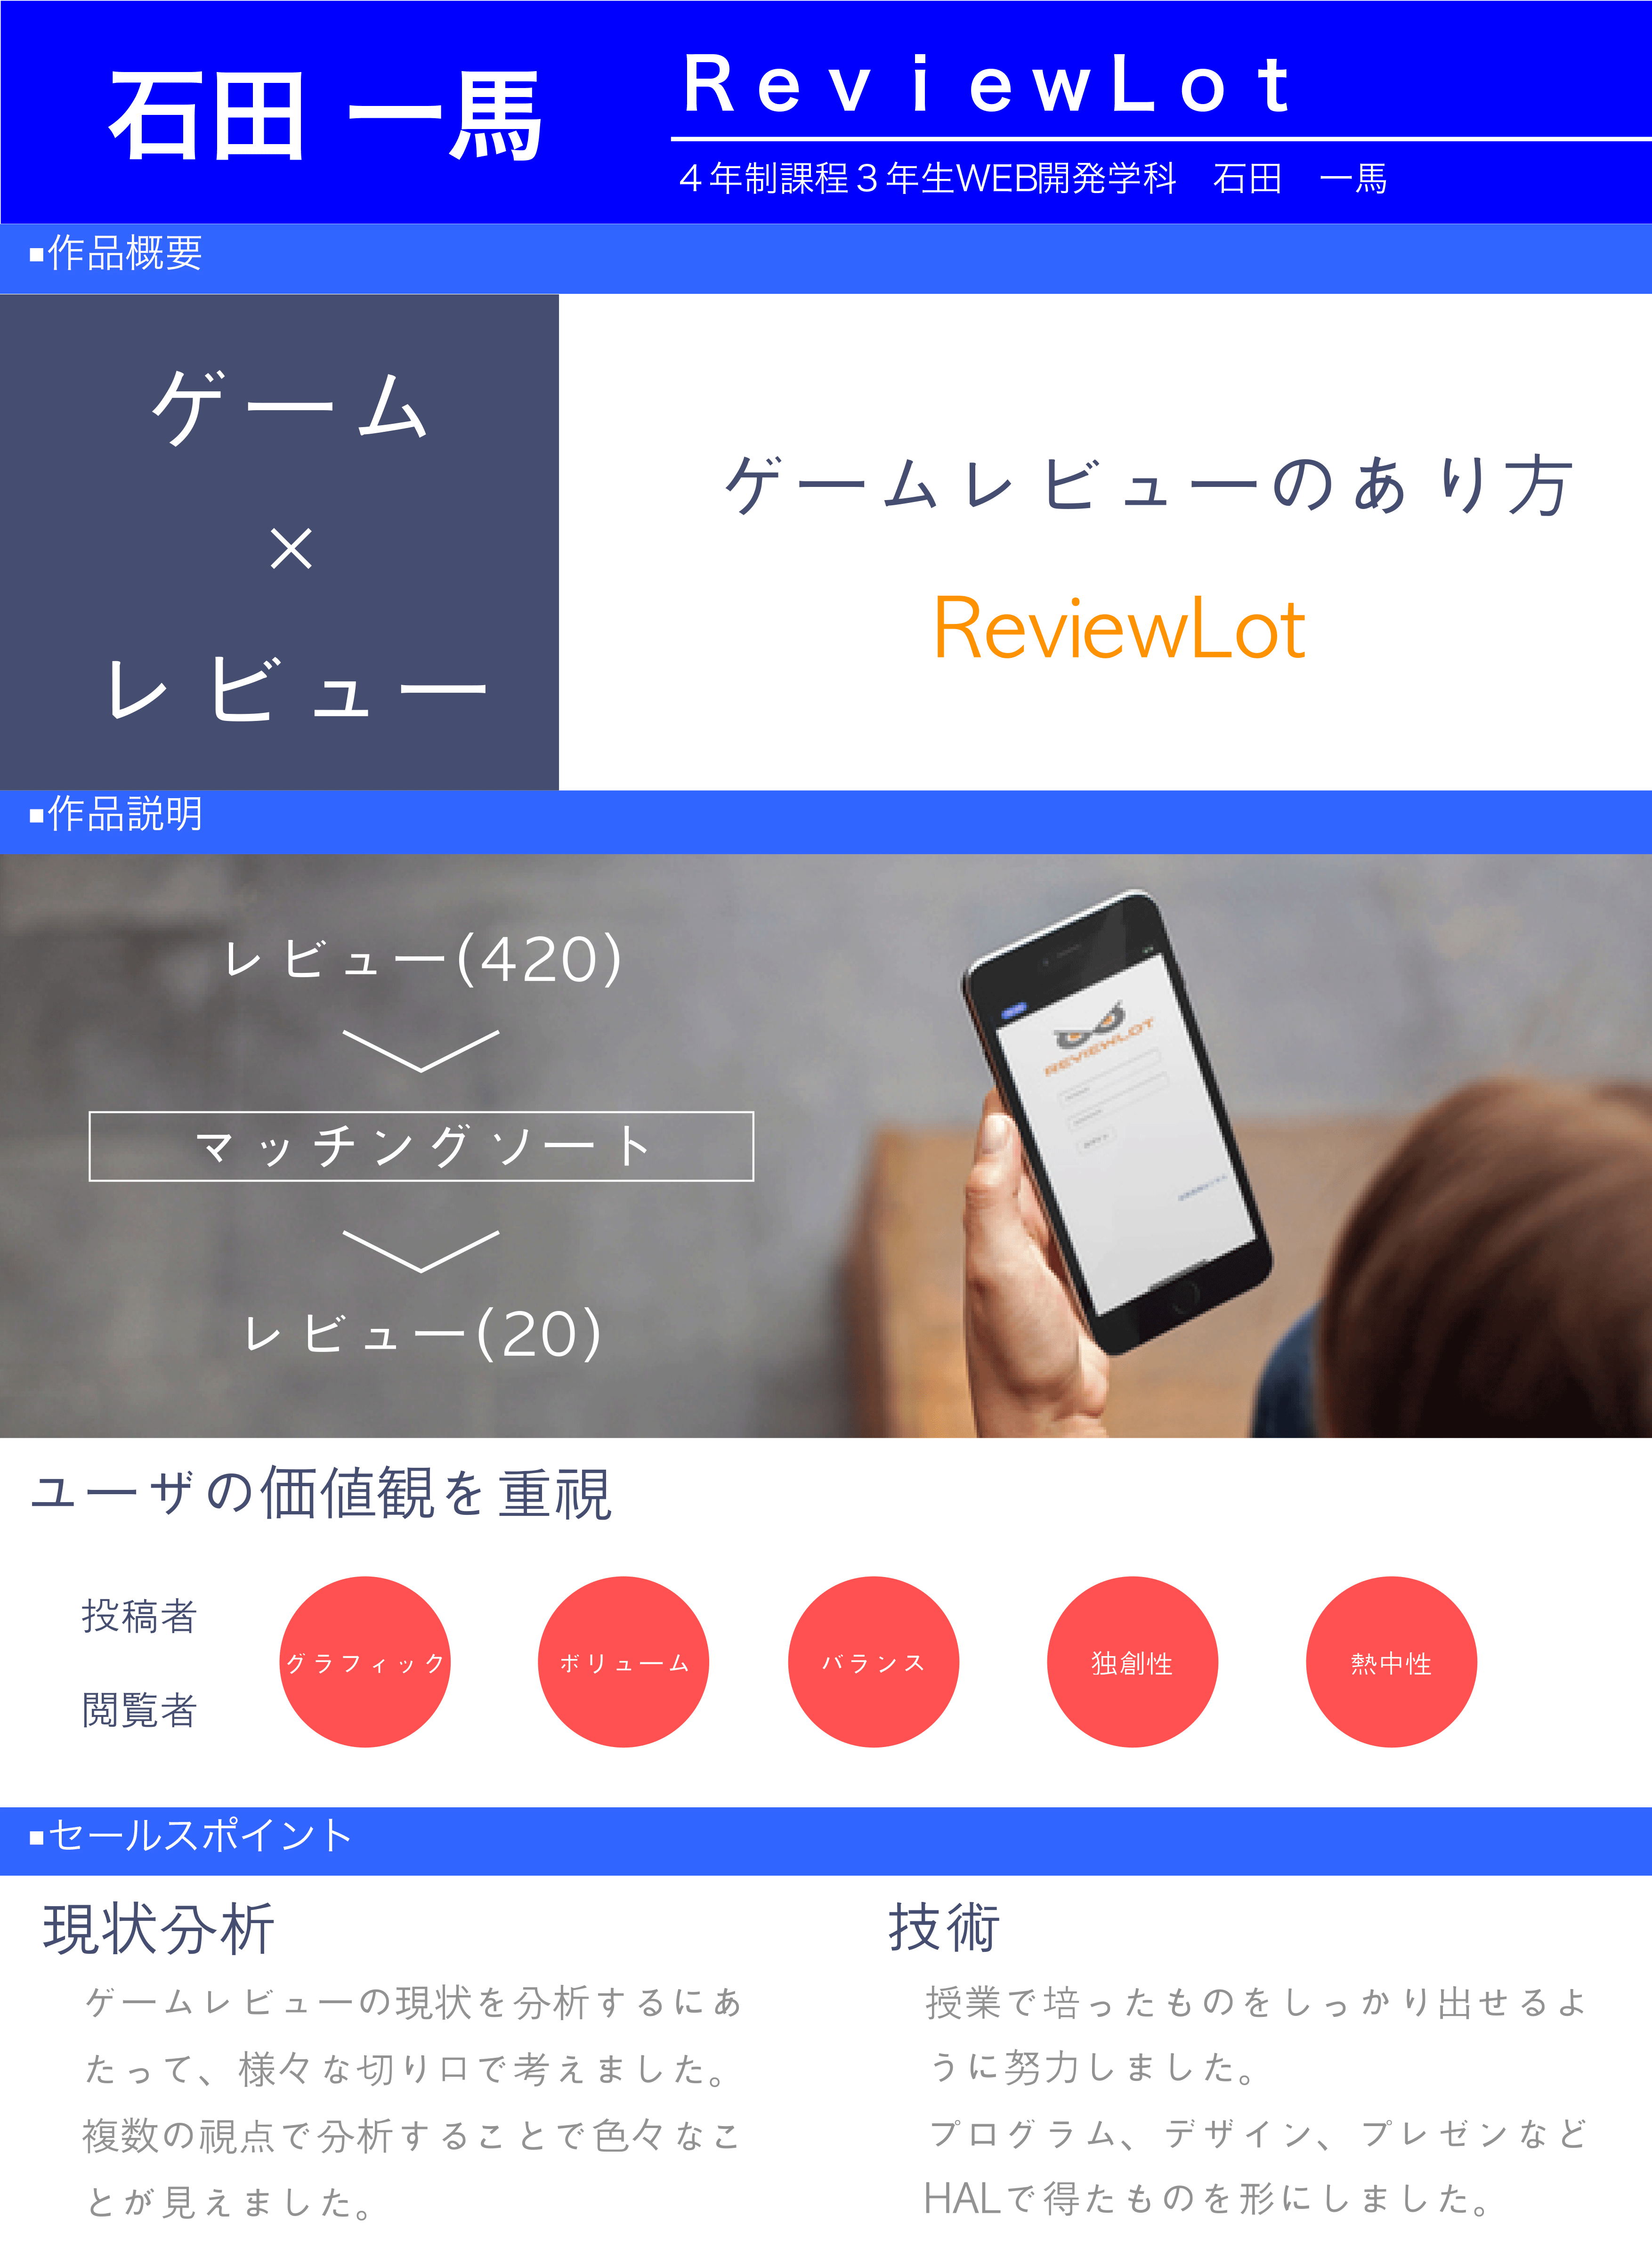 石田 一馬
ＲｅｖｉｅｗＬｏｔ
４年制課程３年生WEB開発学科　石田　一馬
▪作品概要
ゲーム
×
レビュー
ゲームレビューのあり方
ReviewLot
▪作品説明
レビュー(420)
マッチングソート
レビュー(20)
REVIEWLOT
ユーザの価値観を重視
投稿者
閲覧者
グラフィック
ボリューム
バランス
独創性
熱中性
▪セールスポイント
現状分析
ゲームレビューの現状を分析するにあ
たって、様々な切り口で考えました。
複数の視点で分析することで色々なこ
とが見えました。
技術
授業で培ったものをしっかり出せるよ
うに努力しました。
プログラム、デザイン、プレゼンなど
HALで得たものを形にしました。